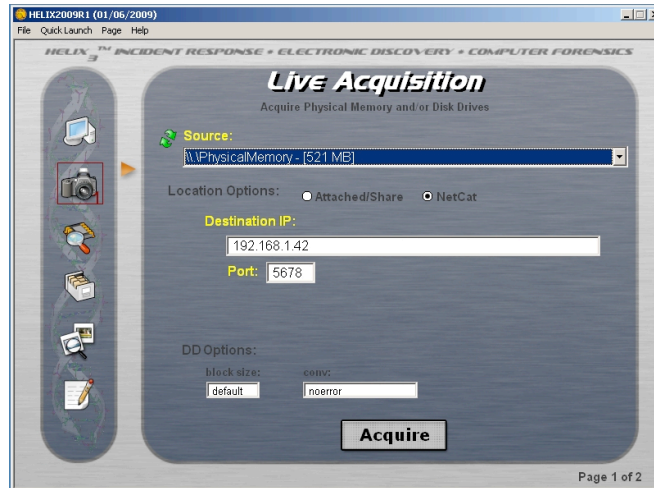 HELIX2009R1 (01/06/2009)
File Quick Launch Page Help
HELIX3™ INCIDENT RESPONSE • ELECTRONIC DISCOVERY • COMPUTER FORENSICS
Live Acquisition
Acquire Physical Memory and/or Disk Drives
Source:
\\.\PhysicalMemory - [521 MB]
Location Options: Attached/Share NetCat
Destination IP:
192.168.1.42
Port: 5678
DD Options:
block size: conv:
default noerror
Acquire
Page 1 of 2